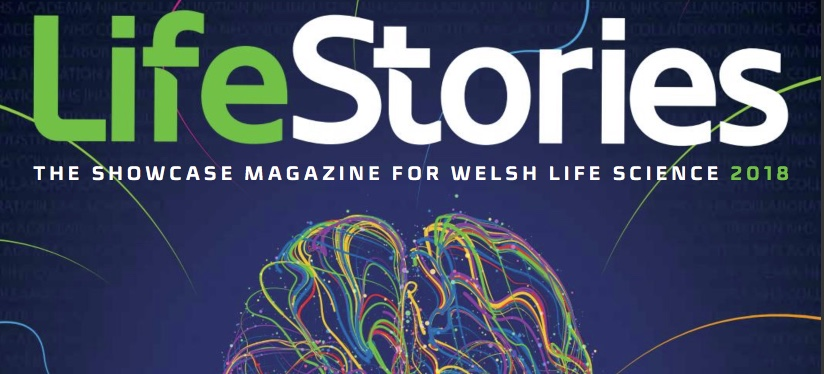 LifeStories
THE SHOWCASE MAGAZINE FOR WELSH LIFE SCIENCE 2018